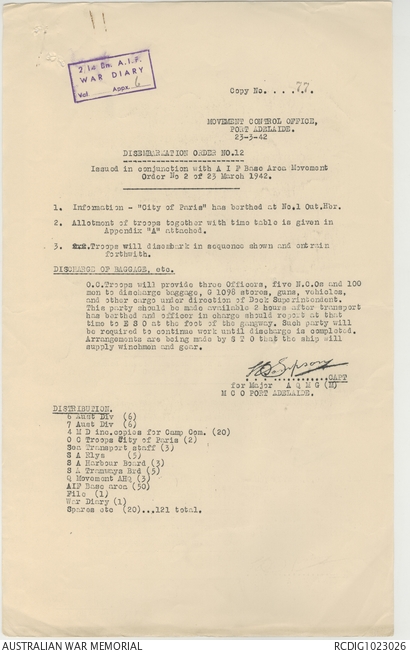 11
2/1st Bn. A.I.F.
WAR DIARY
Vol Appx 6
Copy No. . . . 77.
MOVEMENT CONTROL OFFICE,
PORT ADELAIDE.
23-3-42
DISEMBARKATION ORDER NO.12
Issued in conjunction with A I F Base Area Movement
Order No 2 of 23 March 1942.
1. Information - "City of Paris" has berthed at No.1 Out.Hbr.
2. Allotment of troops together with time table is given in
Appendix "A" attached.
3. Troops will disembark in sequence shown and entrain
forthwith.
DISCHARGE OF BAGGAGE, etc.
O.C.Troops will provide three Officers, five N.C.Os and 100
men to discharge baggage, G 1098 stores, guns, vehicles,
and other cargo under direction of Dock Superintendent.
This party should be made available 2 hours after transport
has berthed and officer in charge should report at that
time to E S O at the foot of the gangway. Such party will
be required to continue work until discharge is completed.
Arrangements are being made by S T O that the ship will
supply winchmen and gear.
CAPT
for Major A Q M G (M)
M C O PORT ADELAIDE.
DISTRIBUTION.
6 Aust Div (6)
7 Aust Div (6)
4 M D inc.copies for Camp Com. (20)
O C Troops City of Paris (2)
Sea Transport staff (3)
S A Rlys (5)
S A Harbour Board (3)
S A Tramways Brd (5)
Q Movement AHQ (3)
AIF Base area (50)
File (1)
War Diary (1)
Spares etc (20)...121 total.
AUSTRALIAN WAR MEMORIAL
RCDIG1023026